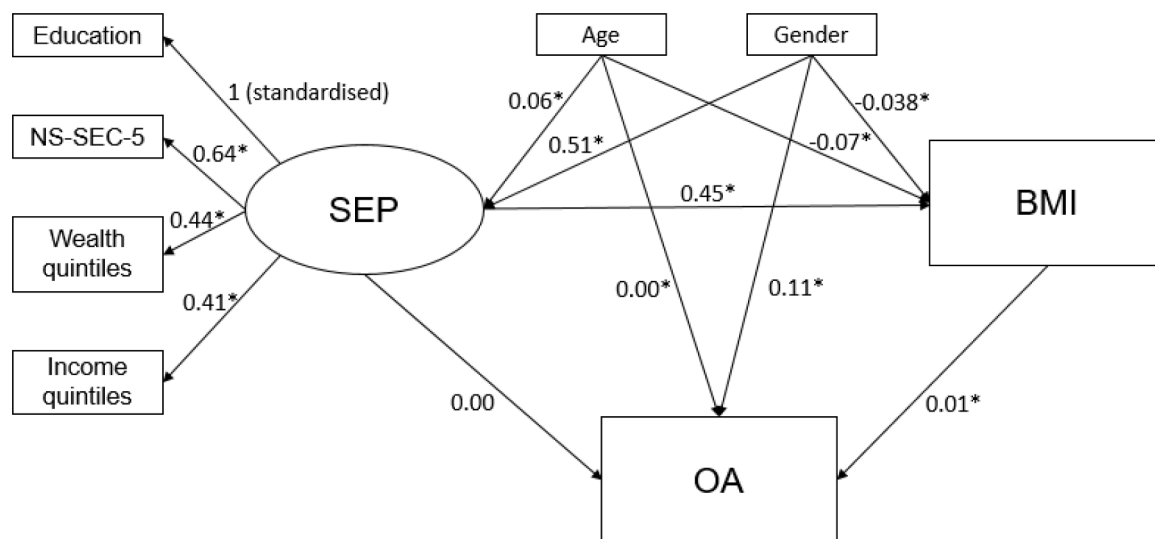 Education
Age
Gender
1 (standardised)
0.06*
-0.038*
NS-SEC-5
0.64*
0.51*
-0.07*
SEP
0.45*
BMI
0.44*
Wealth
quintiles
0.41*
0.00*
0.11*
Income
quintiles
0.00
0.01*
OA